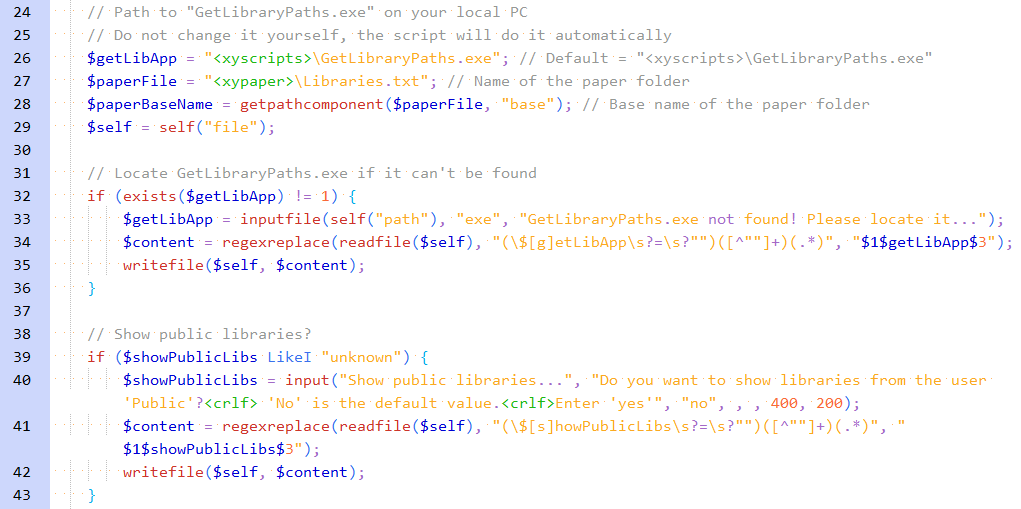 24 // Path to "GetLibraryPaths.exe" on your local PC
25 // Do not change it yourself, the script will do it automatically
26 $getLibApp = "<xyscripts>\GetLibraryPaths.exe"; // Default = "<xyscripts>\GetLibraryPaths.exe"
27 $paperFile = "<xypaper>\Libraries.txt"; // Name of the paper folder
28 $paperBaseName = getpathcomponent($paperFile, "base"); // Base name of the paper folder
29 $self = self("file");
30
31 // Locate GetLibraryPaths.exe if it can't be found
32 if (exists($getLibApp) != 1) {
33 $getLibApp = inputfile(self("path"), "exe", "GetLibraryPaths.exe not found! Please locate it...");
34 $content = regexreplace(readfile($self), "(\$[g]etLibApp\s?=\s?"")([^""]+)(.*)", "$1$getLibApp$3");
35 writefile($self, $content);
36 }
37
38 // Show public libraries?
39 if ($showPublicLibs LikeI "unknown") {
40 $showPublicLibs = input("Show public libraries...", "Do you want to show libraries from the user
'Public'?<crlf> 'No' is the default value.<crlf>Enter 'yes'", "no", , , 400, 200);
41 $content = regexreplace(readfile($self), "(\$[s]howPublicLibs\s?=\s?"")([^""]+)(.*)", "
$1$showPublicLibs$3");
42 writefile($self, $content);
43 }